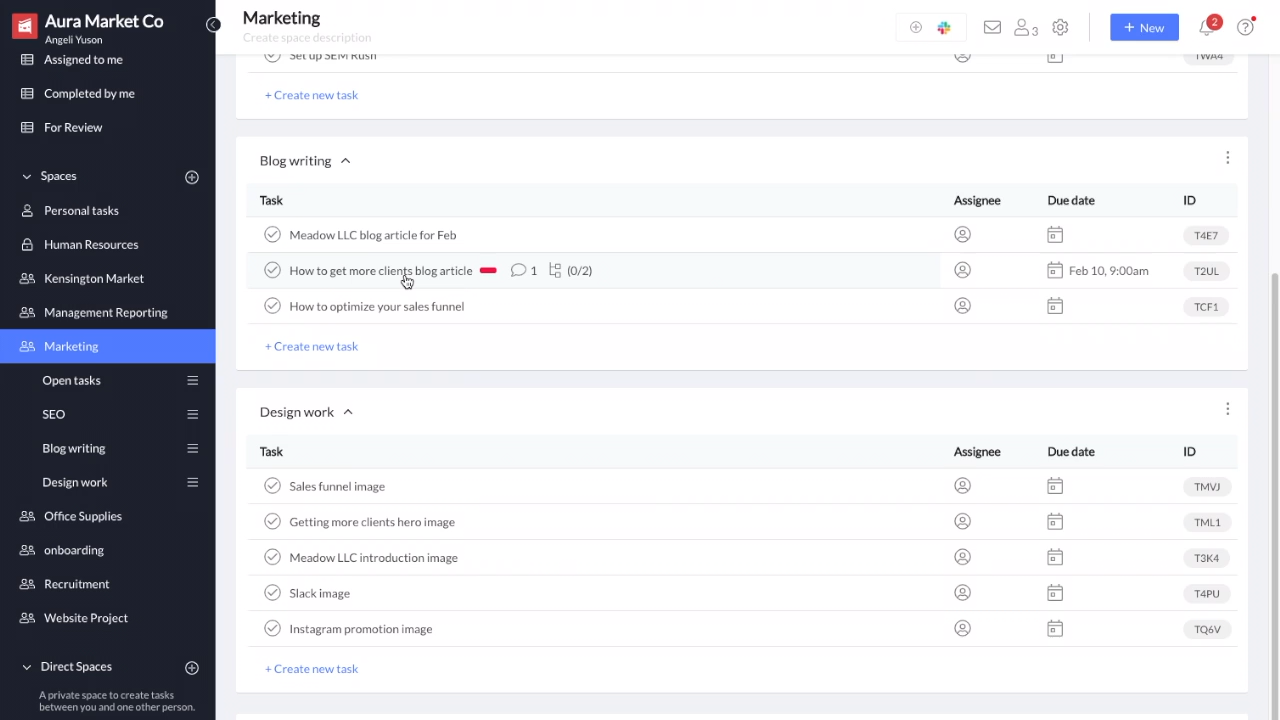 Aura Market Co
Angeli Yuson
Assigned to me
Completed by me
For Review
Spaces
Personal tasks
Human Resources
Kensington Market
Management Reporting
Marketing
Open tasks
SEO
Blog writing
Design work
Office Supplies
onboarding
Recruitment
Website Project
Direct Spaces
A private space to create tasks
between you and one other person.
Marketing
Create space description
3
+ New
2
?
Set up SEM Rush TWA4
+ Create new task
Blog writing
Task Assignee Due date ID
Meadow LLC blog article for Feb T4E7
How to get more clients blog article 1 (0/2) Feb 10, 9:00am T2UL
How to optimize your sales funnel TCF1
+ Create new task
Design work
Task Assignee Due date ID
Sales funnel image TMVJ
Getting more clients hero image TML1
Meadow LLC introduction image T3K4
Slack image T4PU
Instagram promotion image TQ6V
+ Create new task